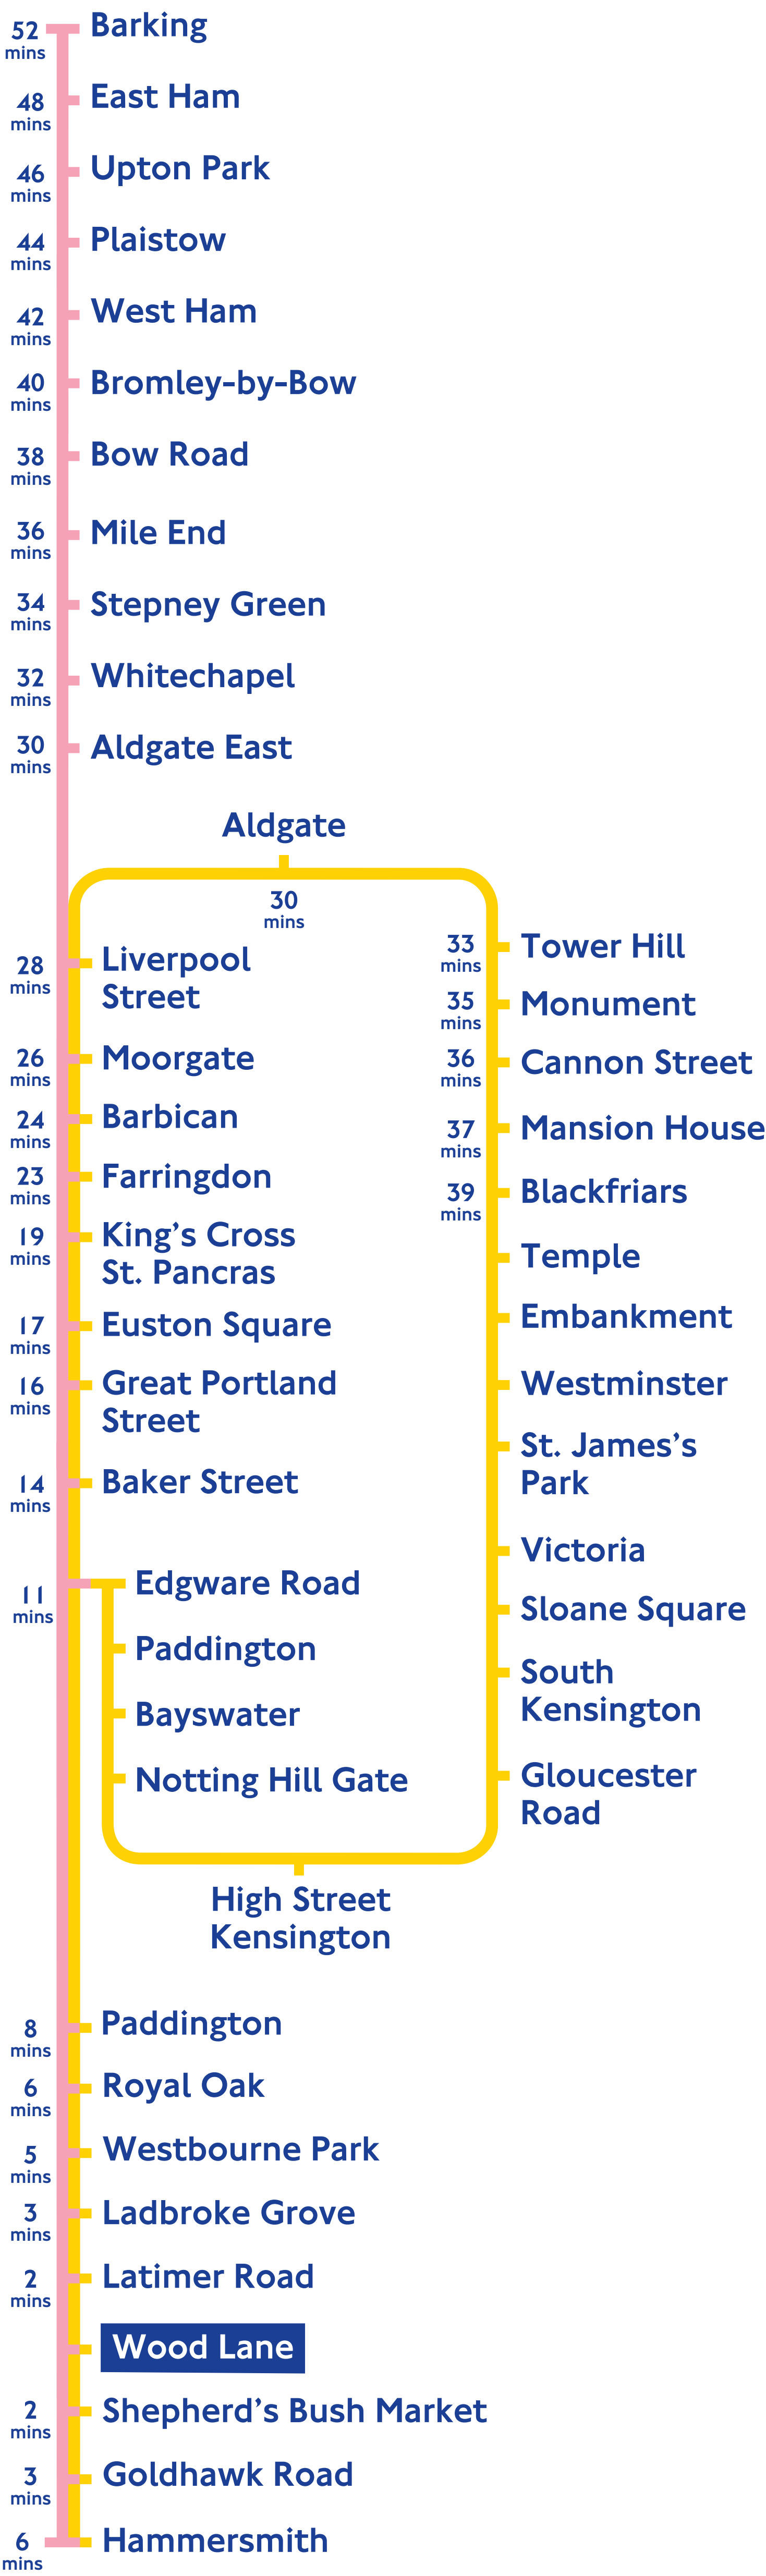 52
mins
Barking
48
mins
East Ham
46
mins
Upton Park
44
mins
Plaistow
42
mins
West Ham
40
mins
Bromley-by-Bow
38
mins
Bow Road
36
mins
Mile End
34
mins
Stepney Green
32
mins
Whitechapel
30
mins
Aldgate East
Aldgate
30
mins
28
mins
Liverpool
Street
26
mins
Moorgate
24
mins
Barbican
23
mins
Farringdon
19
mins
King’s Cross
St. Pancras
17
mins
Euston Square
16
mins
Great Portland
Street
14
mins
Baker Street
11
mins
Edgware Road
Paddington
Bayswater
Notting Hill Gate
33
mins
Tower Hill
35
mins
Monument
36
mins
Cannon Street
37
mins
Mansion House
39
mins
Blackfriars
Temple
Embankment
Westminster
St. James’s
Park
Victoria
Sloane Square
South
Kensington
Gloucester
Road
High Street
Kensington
8
mins
Paddington
6
mins
Royal Oak
5
mins
Westbourne Park
3
mins
Ladbroke Grove
2
mins
Latimer Road
Wood Lane
2
mins
Shepherd’s Bush Market
3
mins
Goldhawk Road
6
mins
Hammersmith